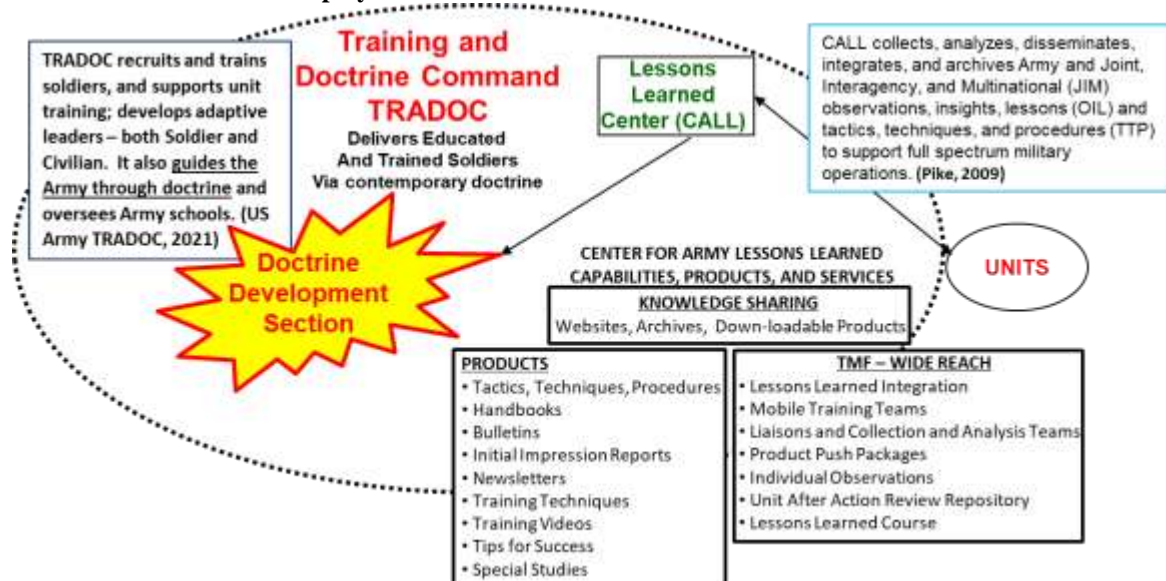 TRADOC recruits and trains
soldiers, and supports unit
training; develops adaptive
leaders – both Soldier and
Civilian. It also guides the
Army through doctrine and
oversees Army schools. (US
Army TRADOC, 2021)
Training and
Doctrine Command
TRADOC
Delivers Educated
And Trained Soldiers
Via contemporary doctrine
Lessons
Learned
Center (CALL)
CALL collects, analyzes, disseminates,
integrates, and archives Army and Joint,
Interagency, and Multinational (JIM)
observations, insights, lessons (OIL) and
tactics, techniques, and procedures (TTP)
to support full spectrum military
operations. (Pike, 2009)
Doctrine
Development
Section
UNITS
CENTER FOR ARMY LESSONS LEARNED
CAPABILITIES, PRODUCTS, AND SERVICES
KNOWLEDGE SHARING
Websites, Archives, Down-loadable Products
PRODUCTS
• Tactics, Techniques, Procedures
• Handbooks
• Bulletins
• Initial Impression Reports
• Newsletters
• Training Techniques
• Training Videos
• Tips for Success
• Special Studies
TMF – WIDE REACH
• Lessons Learned Integration
• Mobile Training Teams
• Liaisons and Collection and Analysis Teams
• Product Push Packages
• Individual Observations
• Unit After Action Review Repository
• Lessons Learned Course